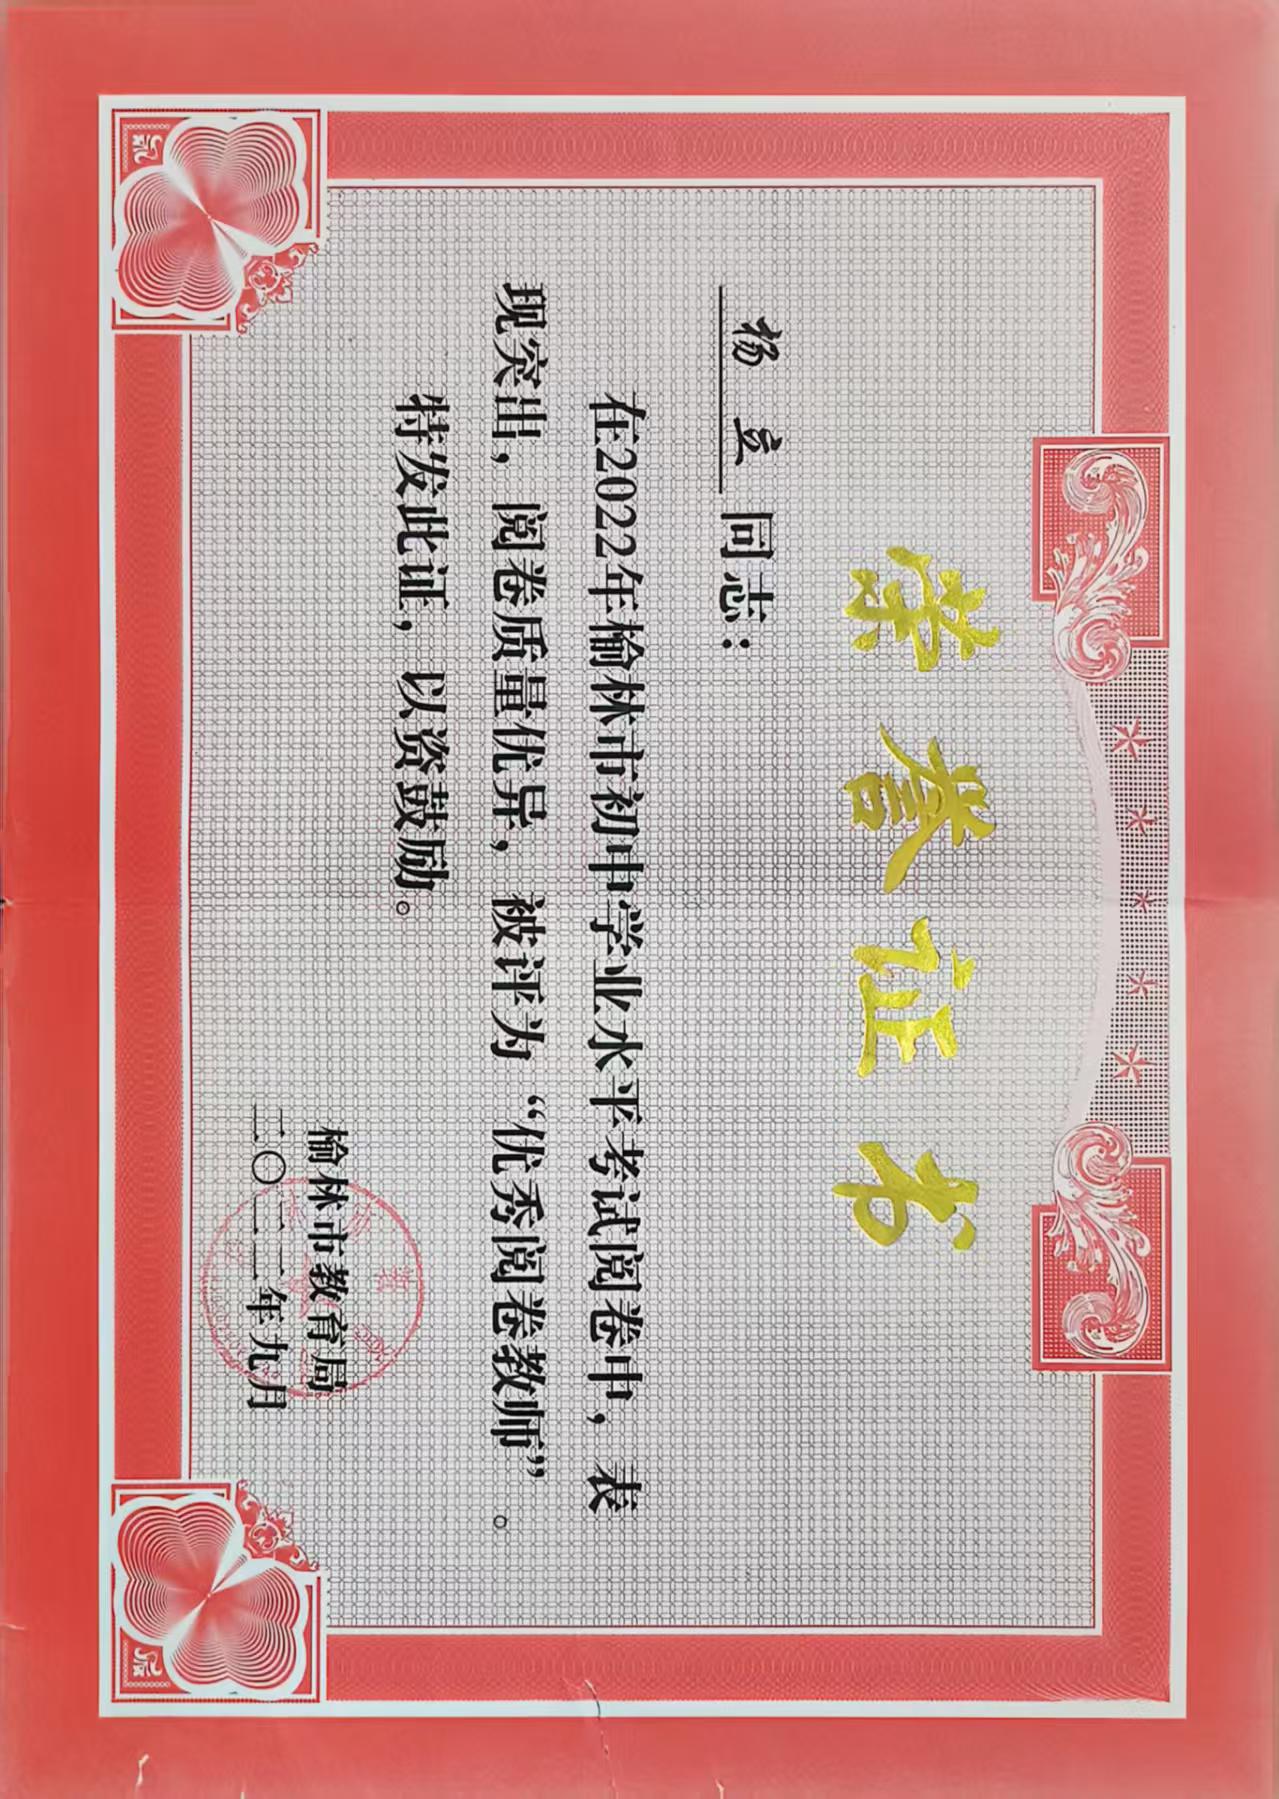 荣誉证书
杨立同志：
在2022年榆林市初中学业水平考试阅卷中，表
现突出，阅卷质量优异，被评为“优秀阅卷教师”。
特发此证，以资鼓励。
榆林市教育局
二〇二二年九月